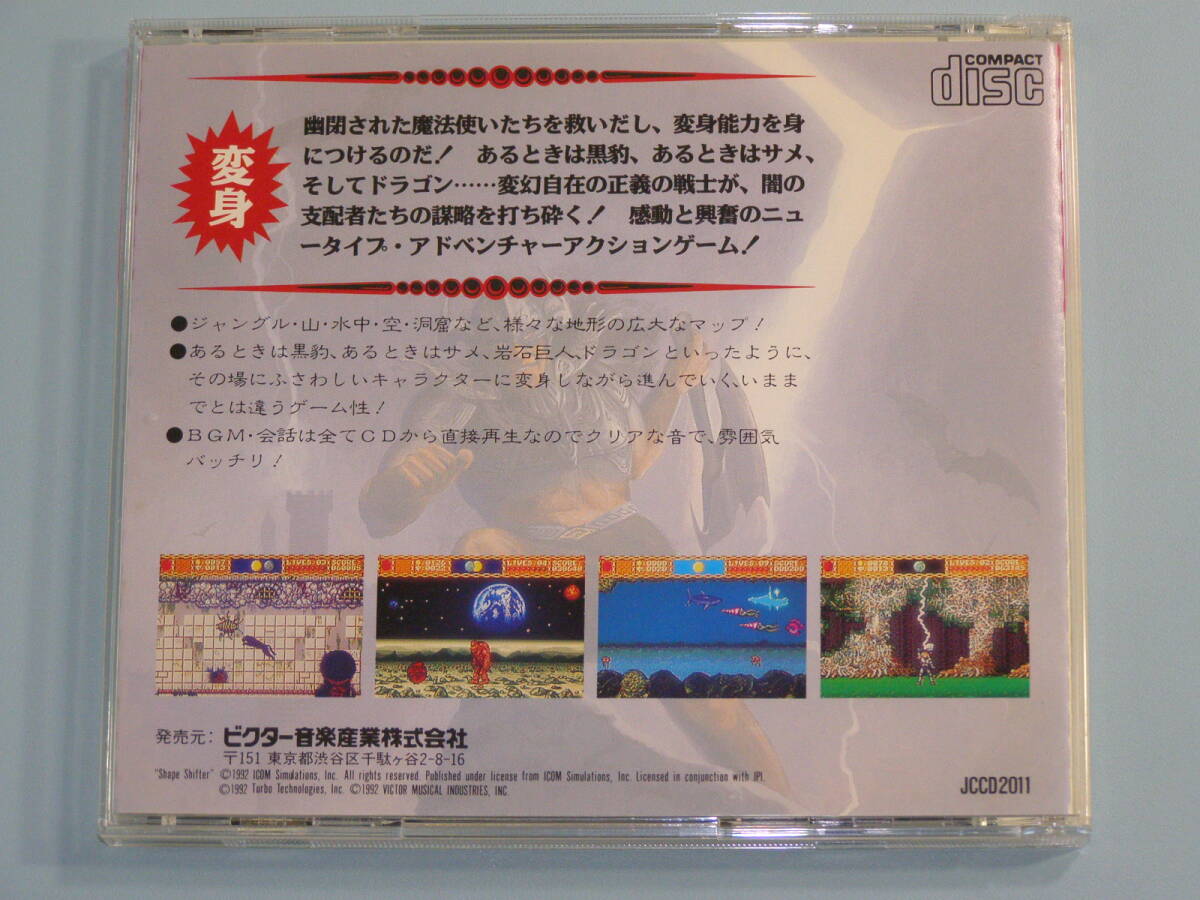 COMPACT
disc
変身
幽閉された魔法使いたちを救いだし、変身能力を身
につけるのだ! あるときは黒豹、あるときはサメ、
そしてドラゴン……変幻自在の正義の戦士が、闇の
支配者たちの謀略を打ち砕く! 感動と興奮のニュ
ータイプ・アドベンチャーアクションゲーム!
●ジャングル・山・水中・空・洞窟など、様々な地形の広大なマップ!
●あるときは黒豹、あるときはサメ、岩石巨人、ドラゴンといったように、
その場にふさわしいキャラクターに変身しながら進んでいく、いまま
でとは違うゲーム性!
●BGM・会話は全てCDから直接再生なのでクリアな音で、雰囲気
バッチリ!
発売元: ビクター音楽産業株式会社
〒151 東京都渋谷区千駄ヶ谷2-8-16
"Shape Shifter" ©1992 ICOM Simulations, Inc. All rights reserved. Published under license from ICOM Simulations, Inc. Licensed in conjunction with JPI.
©1992 Turbo Technologies, Inc. ©1992 VICTOR MUSICAL INDUSTRIES, INC.
JCCD2011